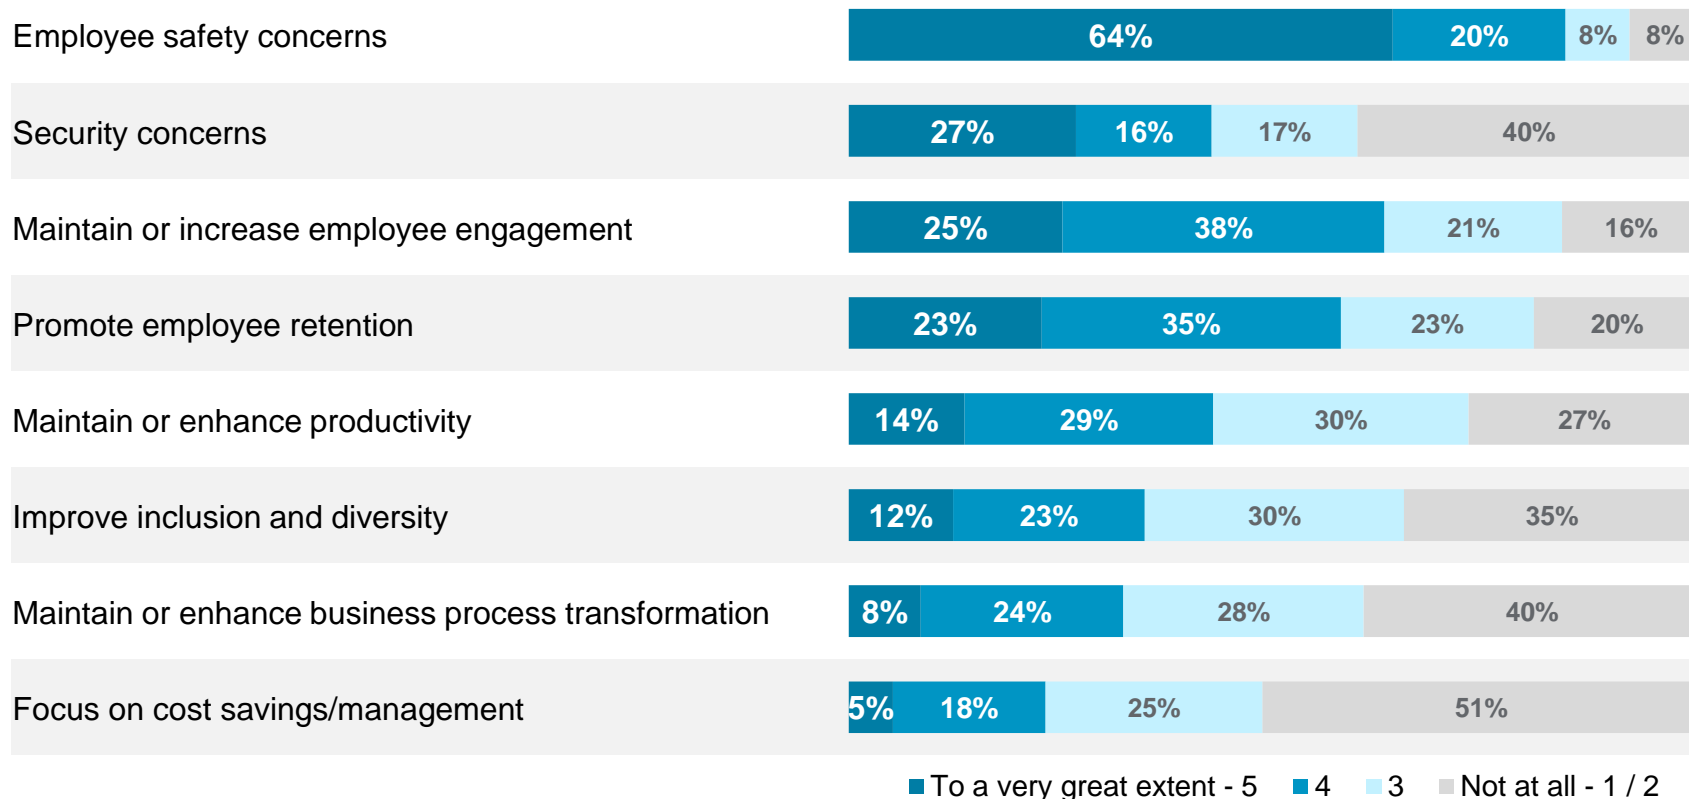 Employee safety concerns 64% 20% 8% 8%
Security concerns 27% 16% 17% 40%
Maintain or increase employee engagement 25% 38% 21% 16%
Promote employee retention 23% 35% 23% 20%
Maintain or enhance productivity 14% 29% 30% 27%
Improve inclusion and diversity 12% 23% 30% 35%
Maintain or enhance business process transformation 8% 24% 28% 40%
Focus on cost savings/management 5% 18% 25% 51%
To a very great extent - 5 4 3 Not at all - 1 / 2